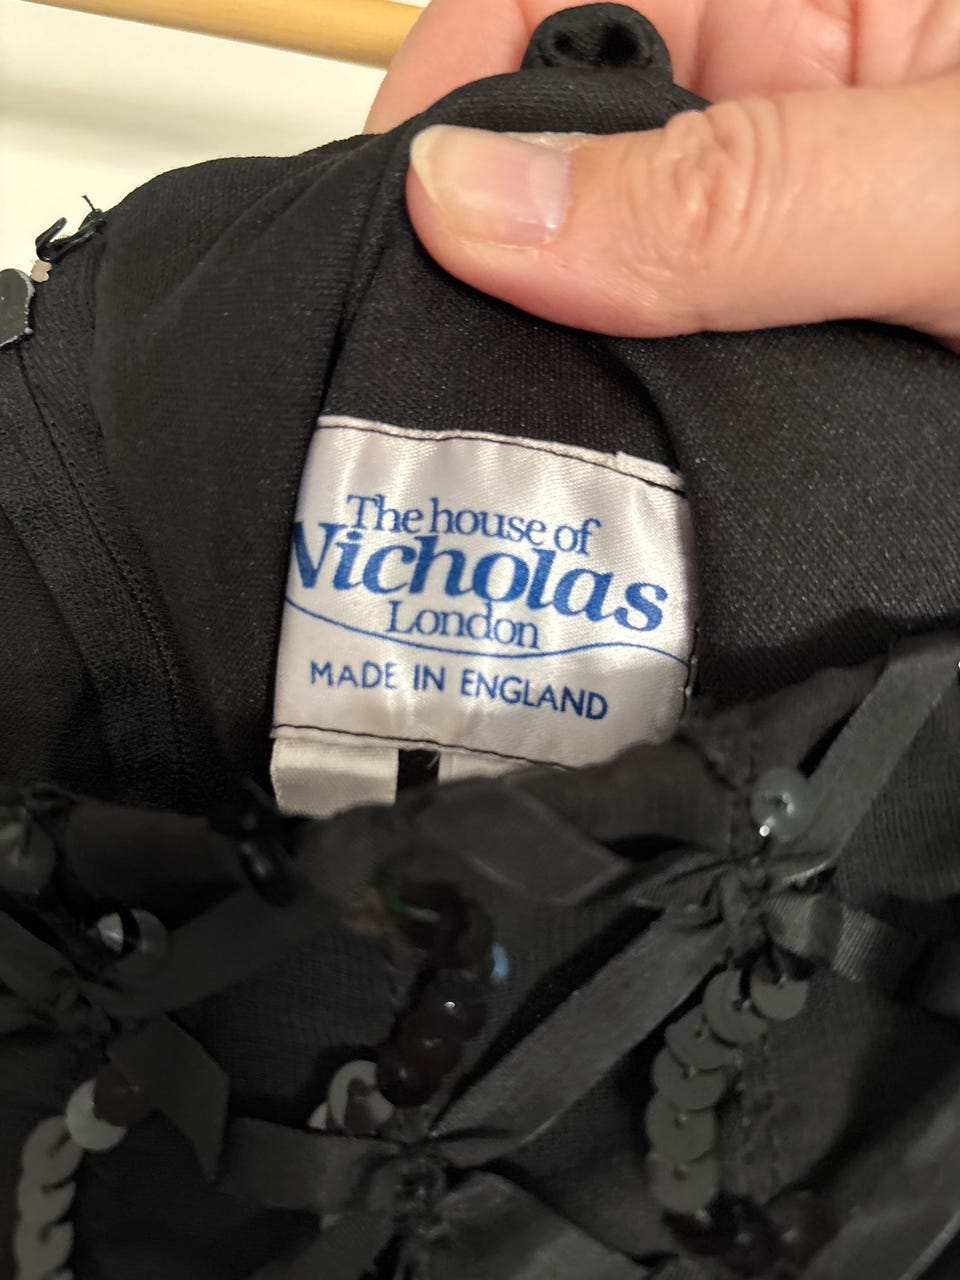 The house of
Nicholas
London
MADE IN ENGLAND